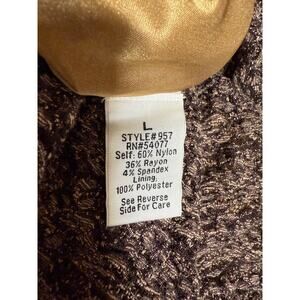 L
STYLE#957
RN#54077
Self: 60% Nylon
36% Rayon
4% Spandex
Lining:
100% Polyester
See Reverse
Side For Care